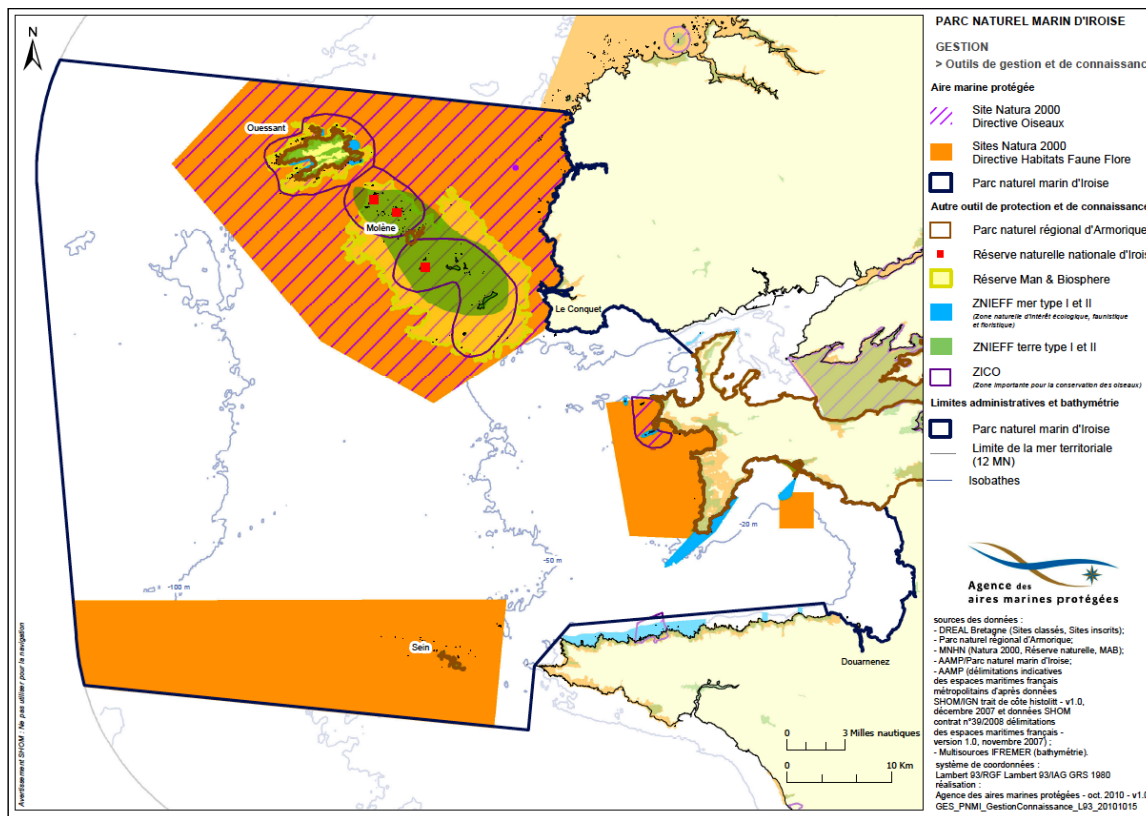 N
Ouessant
Molène
Le Conquet
-20 m
-50 m
-100 m
Sein
Douarnenez
0 3 Milles nautiques
0 10 Km
Avertissement SHOM : ne pas utiliser pour la navigation
PARC NATUREL MARIN D'IROISE
GESTION
> Outils de gestion et de connaissanc
Aire marine protégée
Site Natura 2000
Directive Oiseaux
Sites Natura 2000
Directive Habitats Faune Flore
Parc naturel marin d'Iroise
Autre outil de protection et de connaissance
Parc naturel régional d'Armorique
Réserve naturelle nationale d'Irois
Réserve Man & Biosphere
ZNIEFF mer type I et II
(Zone naturelle d'intérêt écologique, faunistique
et floristique)
ZNIEFF terre type I et II
ZICO
(Zone importante pour la conservation des oiseaux)
Limites administratives et bathymétrie
Parc naturel marin d'Iroise
Limite de la mer territoriale
(12 MN)
Isobathes
Agence des
aires marines protégées
sources des données :
- DREAL Bretagne (Sites classés, Sites inscrits);
- Parc naturel régional d'Armorique;
- MNHN (Natura 2000, Réserve naturelle, MAB);
- AAMP/Parc naturel marin d'Iroise;
- AAMP (délimitations indicatives
des espaces maritimes français
métropolitains d'après données
SHOM/IGN trait de côte histolitt - v1.0,
décembre 2007 et données SHOM
contrat n°39/2008 délimitations
des espaces maritimes français -
version 1.0, novembre 2007) ;
- Multisources IFREMER (bathymétrie).
système de coordonnées :
Lambert 93/RGF Lambert 93/IAG GRS 1980
réalisation :
Agence des aires marines protégées - oct. 2010 - v1.0
GES_PNMI_GestionConnaissance_L93_20101015